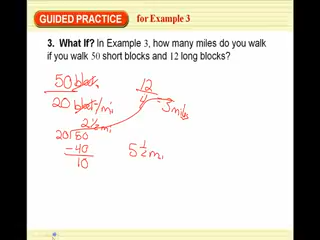 GUIDED PRACTICE for Example 3
3. What If? In Example 3, how many miles do you walk
if you walk 50 short blocks and 12 long blocks?
50 blocks
20 blocks/mi
12
4
= 3 miles
2 1/2 mi
20)50
-40
10
5 1/2 mi